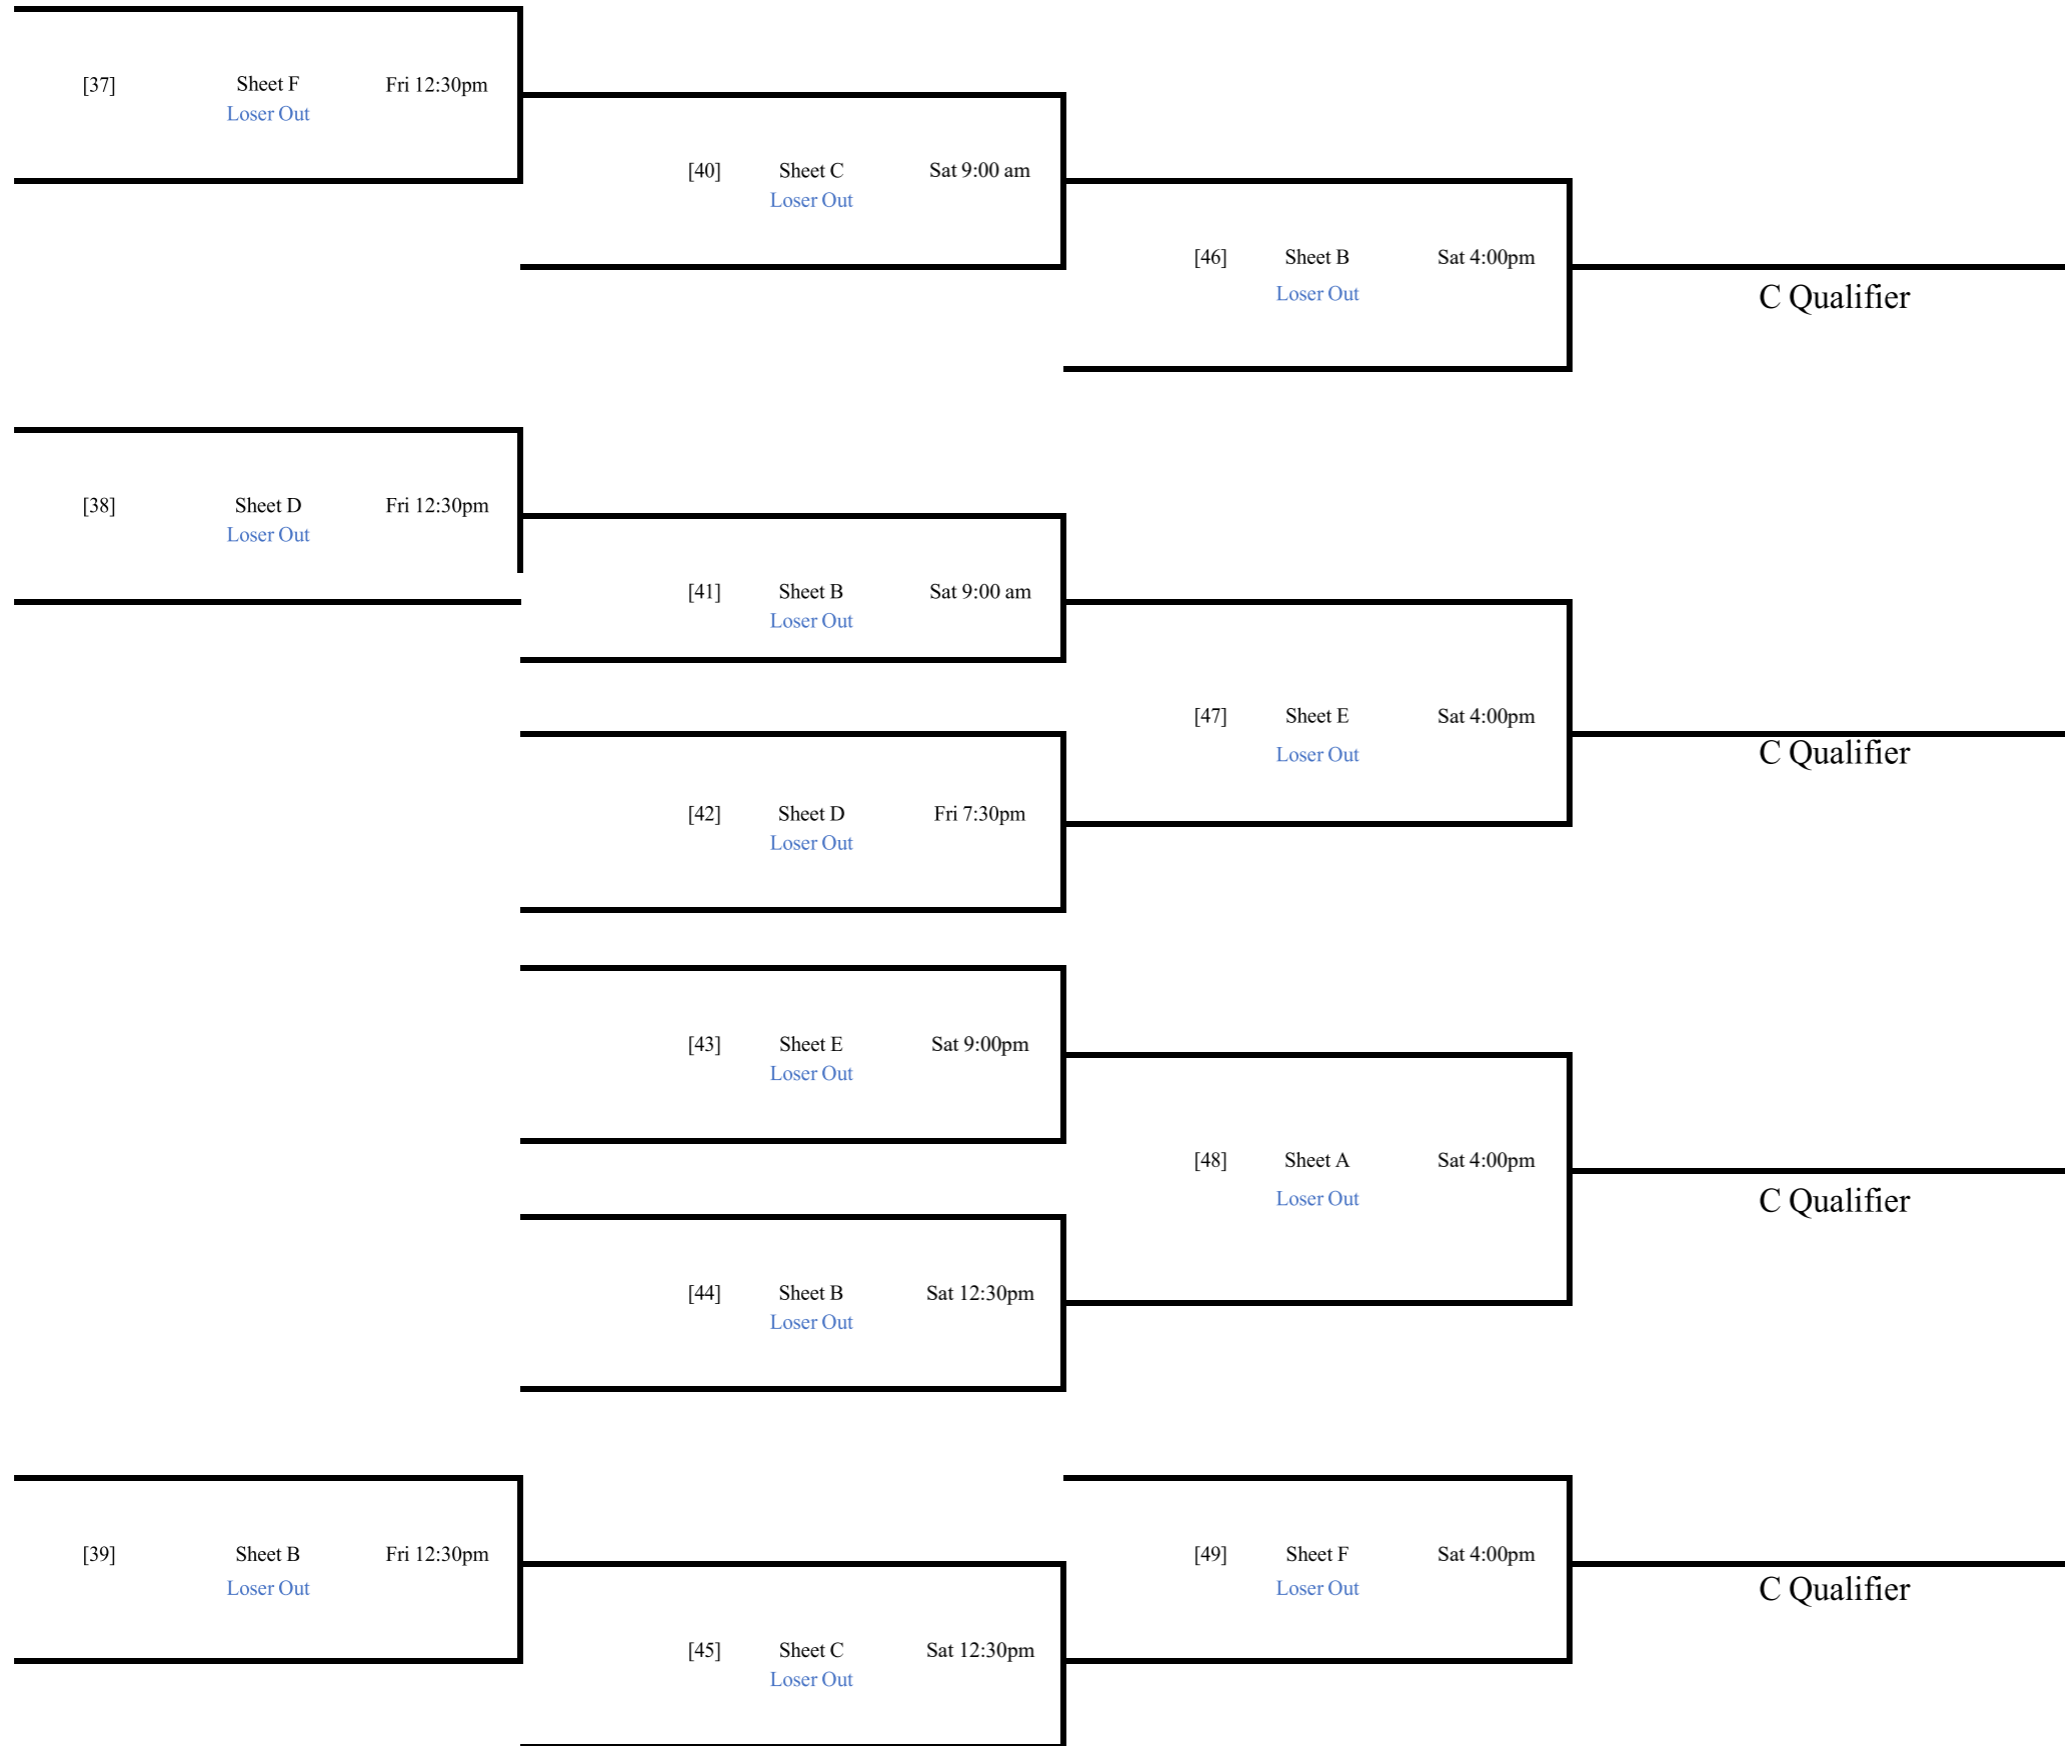 [37] Sheet F Fri 12:30pm
Loser Out
[40] Sheet C Sat 9:00 am
Loser Out
[46] Sheet B Sat 4:00pm
Loser Out
C Qualifier
[38] Sheet D Fri 12:30pm
Loser Out
[41] Sheet B Sat 9:00 am
Loser Out
[47] Sheet E Sat 4:00pm
Loser Out
C Qualifier
[42] Sheet D Fri 7:30pm
Loser Out
[43] Sheet E Sat 9:00pm
Loser Out
[48] Sheet A Sat 4:00pm
Loser Out
C Qualifier
[44] Sheet B Sat 12:30pm
Loser Out
[39] Sheet B Fri 12:30pm
Loser Out
[49] Sheet F Sat 4:00pm
Loser Out
C Qualifier
[45] Sheet C Sat 12:30pm
Loser Out